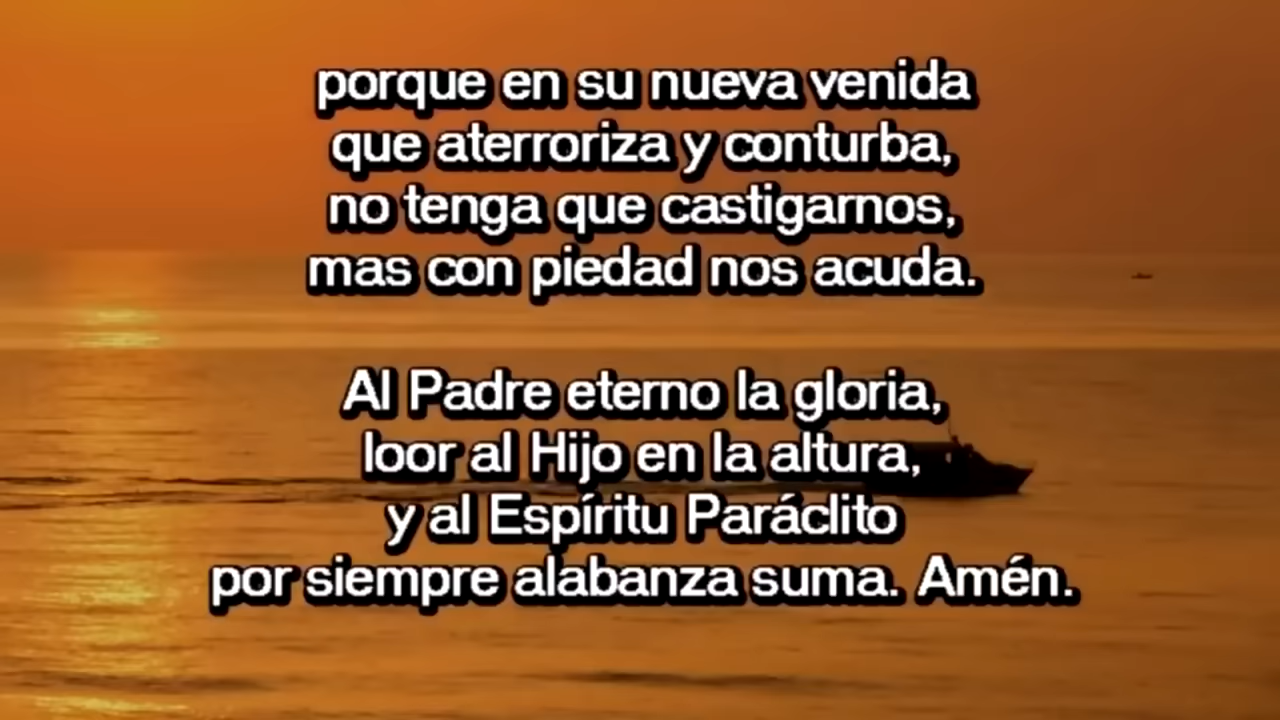 porque en su nueva venida
que aterroriza y conturba,
no tenga que castigarnos,
mas con piedad nos acuda.
Al Padre eterno la gloria,
loor al Hijo en la altura,
y al Espíritu Paráclito
por siempre alabanza suma. Amén.